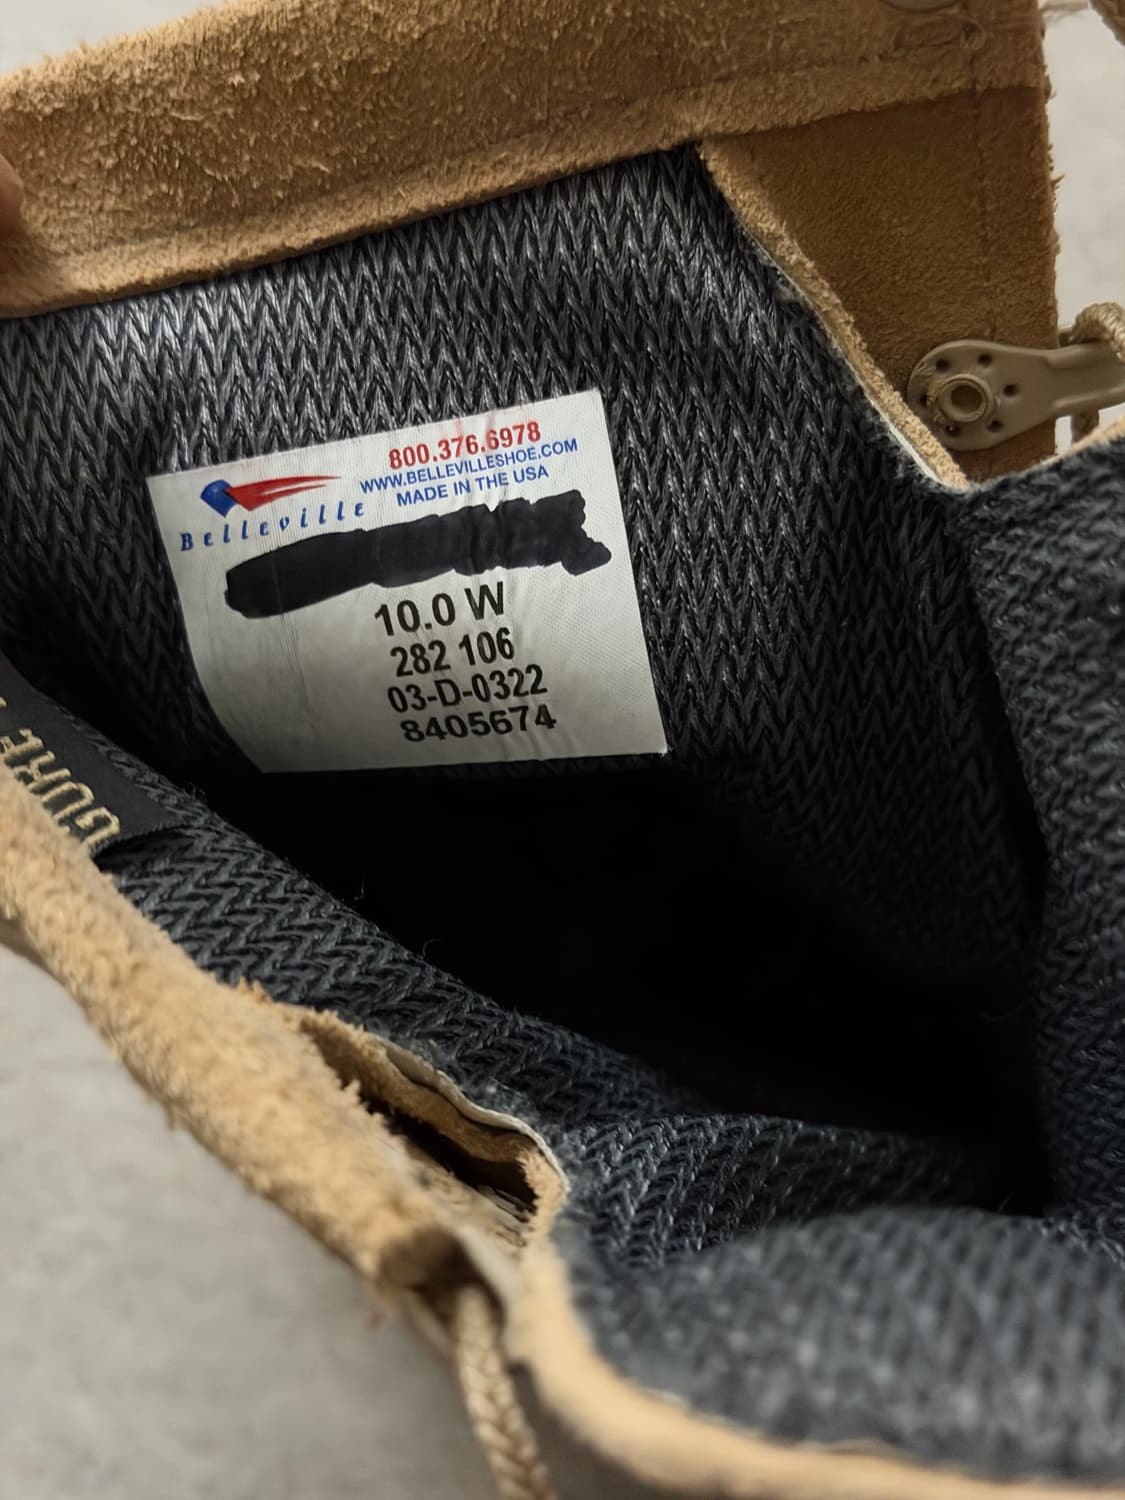 800.376.6978
WWW.BELLEVILLESHOE.COM
MADE IN THE USA
Belleville
10.0 W
282 106
03-D-0322
8405674